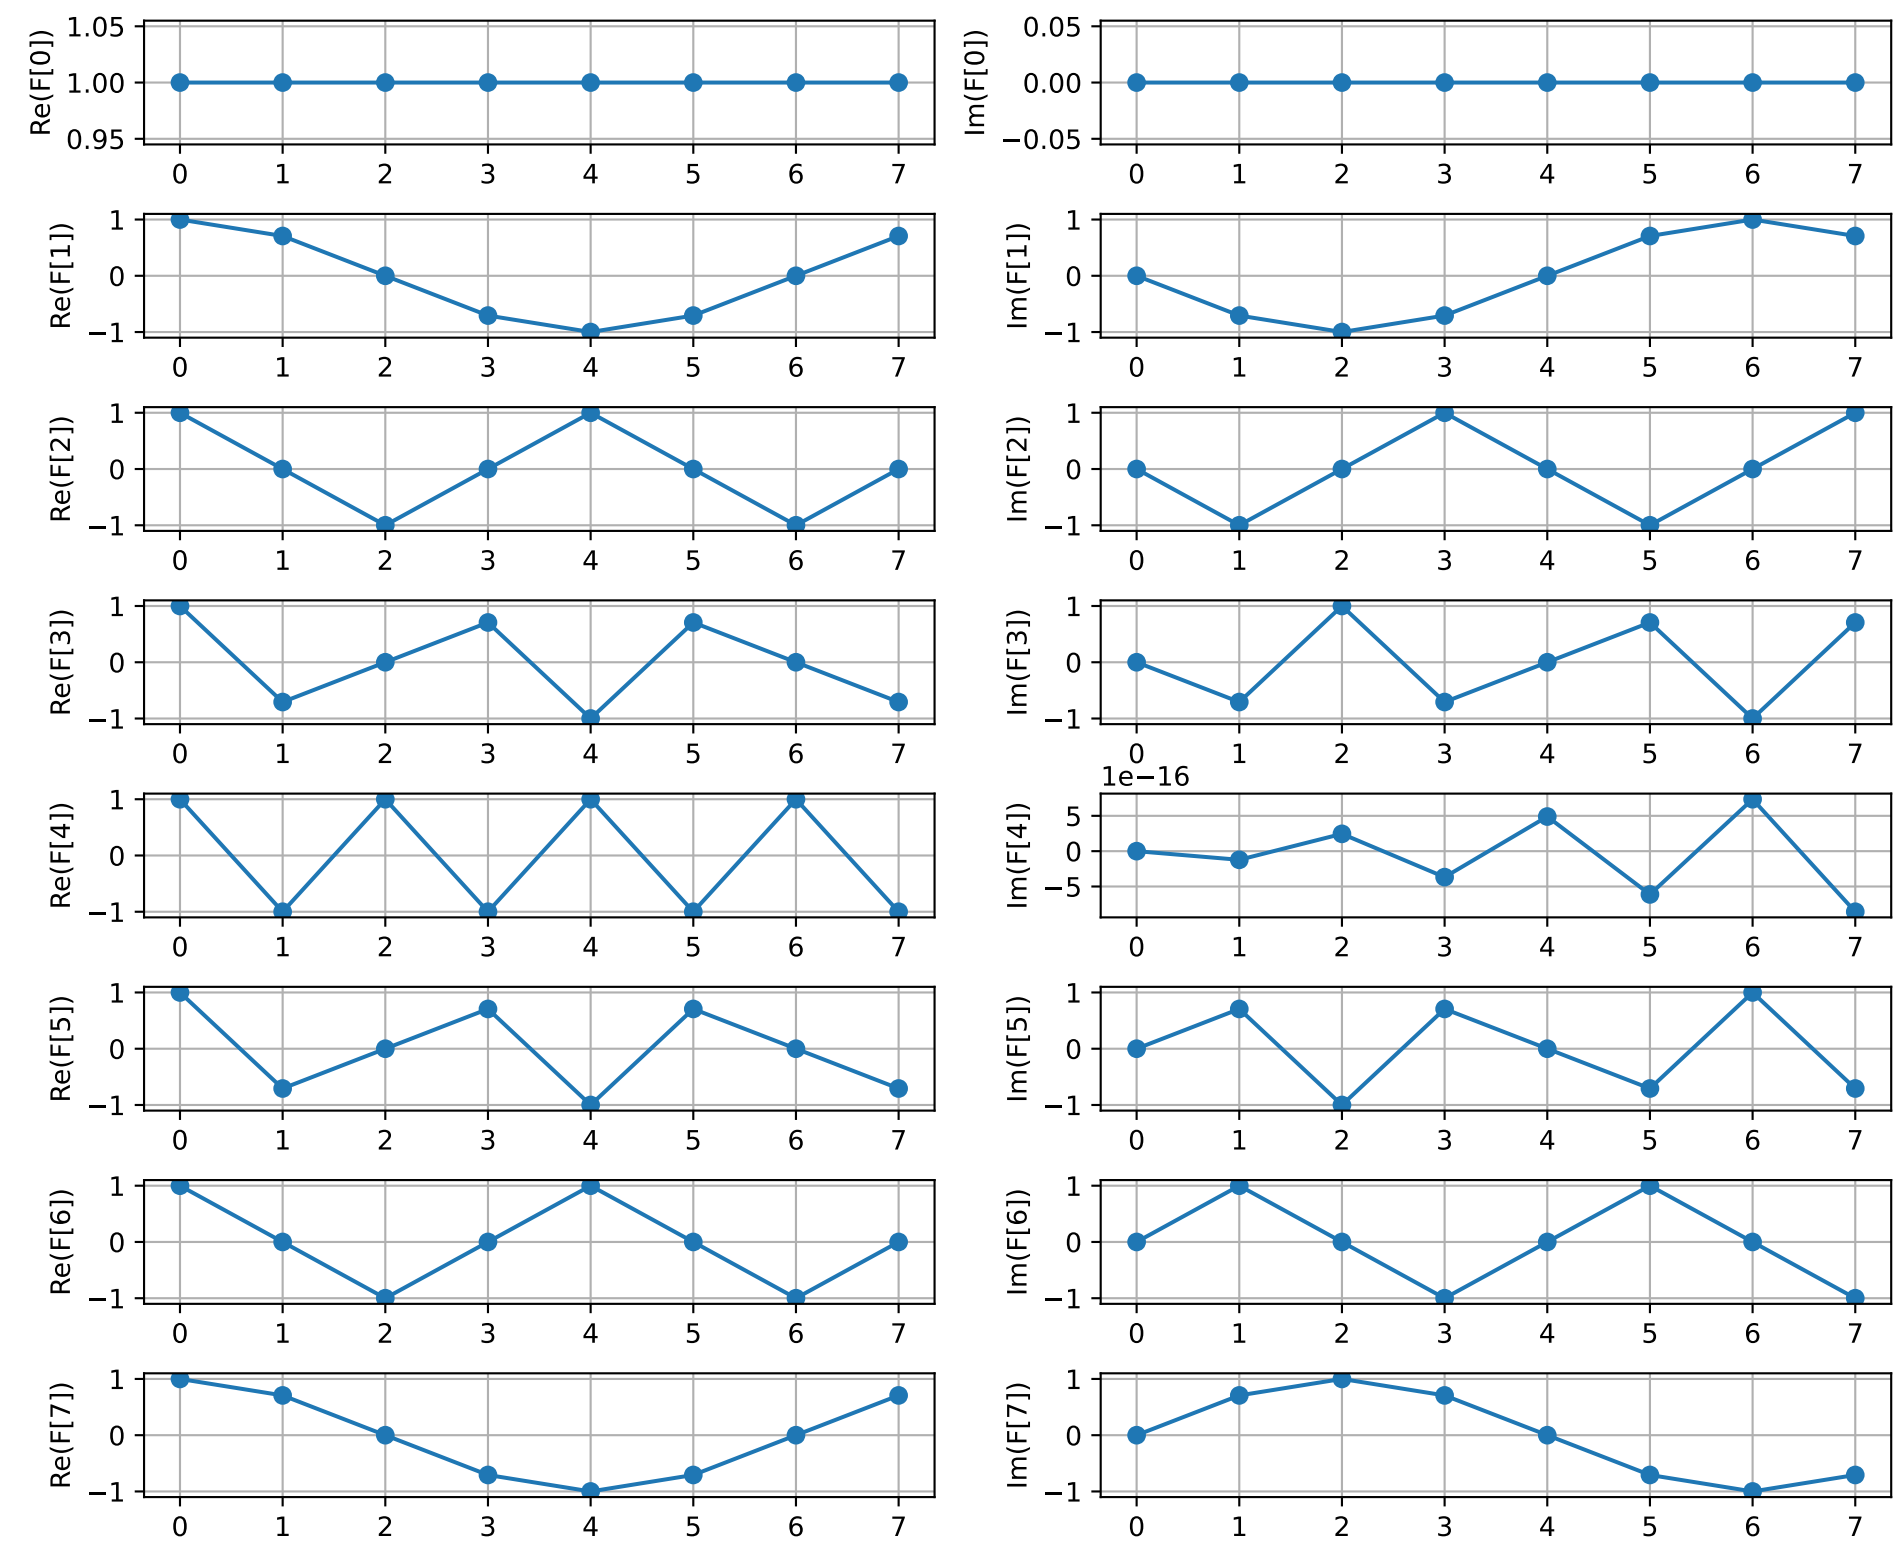 Re(F[0])
1.05
1.00
0.95
0 1 2 3 4 5 6 7
Im(F[0])
0.05
0.00
−0.05
0 1 2 3 4 5 6 7
Re(F[1])
1
0
−1
0 1 2 3 4 5 6 7
Im(F[1])
1
0
−1
0 1 2 3 4 5 6 7
Re(F[2])
1
0
−1
0 1 2 3 4 5 6 7
Im(F[2])
1
0
−1
0 1 2 3 4 5 6 7
Re(F[3])
1
0
−1
0 1 2 3 4 5 6 7
Im(F[3])
1
0
−1
0 1 2 3 4 5 6 7
Re(F[4])
1
0
−1
0 1 2 3 4 5 6 7
1e−16
Im(F[4])
5
0
−5
0 1 2 3 4 5 6 7
Re(F[5])
1
0
−1
0 1 2 3 4 5 6 7
Im(F[5])
1
0
−1
0 1 2 3 4 5 6 7
Re(F[6])
1
0
−1
0 1 2 3 4 5 6 7
Im(F[6])
1
0
−1
0 1 2 3 4 5 6 7
Re(F[7])
1
0
−1
0 1 2 3 4 5 6 7
Im(F[7])
1
0
−1
0 1 2 3 4 5 6 7